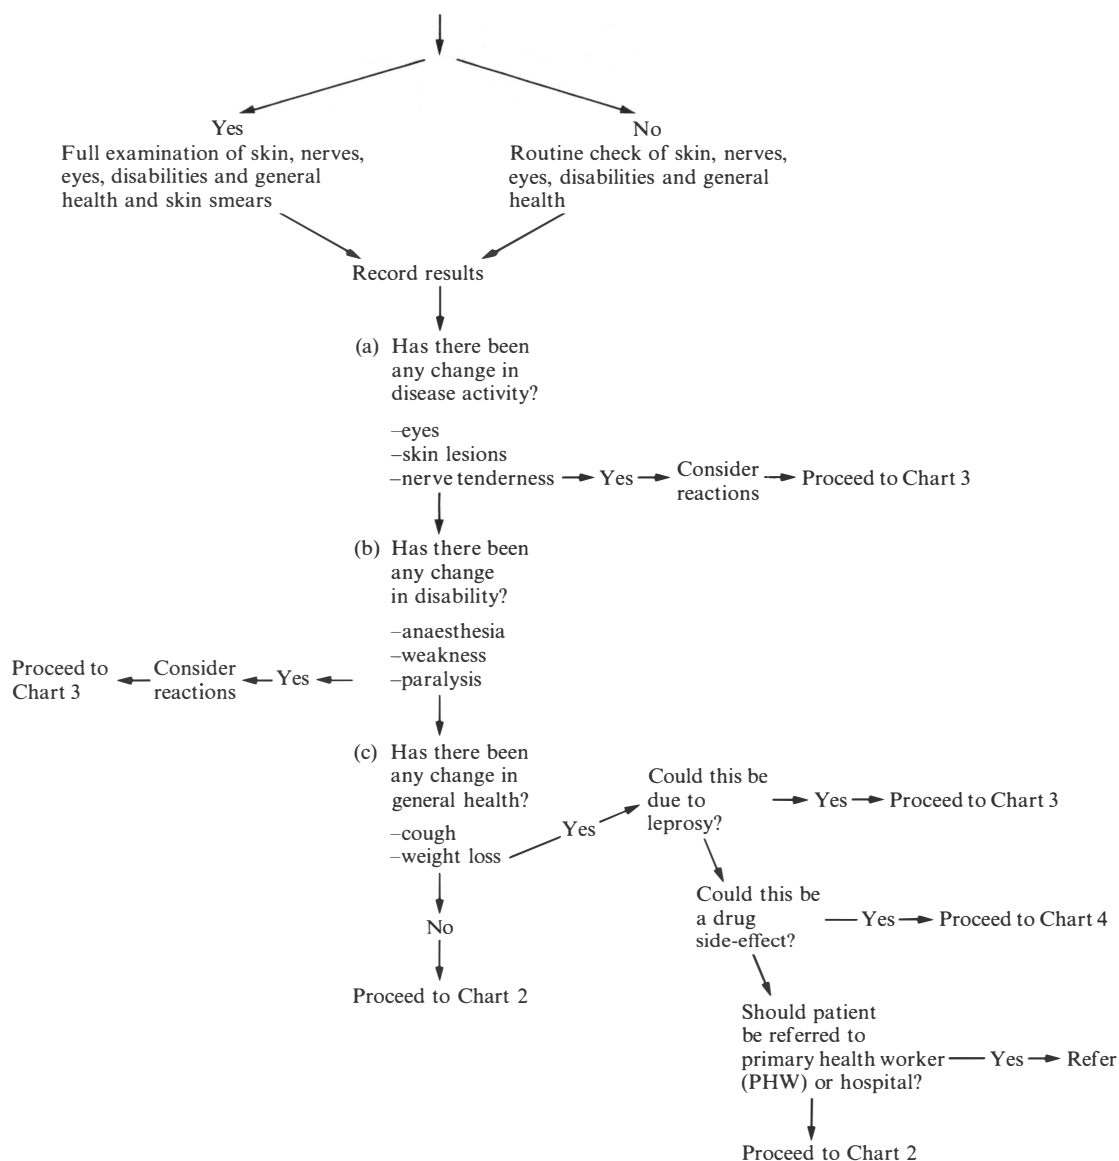 Yes
Full examination of skin, nerves,
eyes, disabilities and general
health and skin smears
No
Routine check of skin, nerves,
eyes, disabilities and general
health
Record results
(a) Has there been
any change in
disease activity?
–eyes
–skin lesions
–nerve tenderness
Yes
Consider
reactions
Proceed to Chart 3
(b) Has there been
any change
in disability?
–anaesthesia
–weakness
–paralysis
Yes
Consider
reactions
Proceed to
Chart 3
(c) Has there been
any change in
general health?
–cough
–weight loss
Yes
Could this be
due to
leprosy?
Yes
Proceed to Chart 3
Could this be
a drug
side-effect?
Yes
Proceed to Chart 4
No
Proceed to Chart 2
Should patient
be referred to
primary health worker
(PHW) or hospital?
Yes
Refer
Proceed to Chart 2